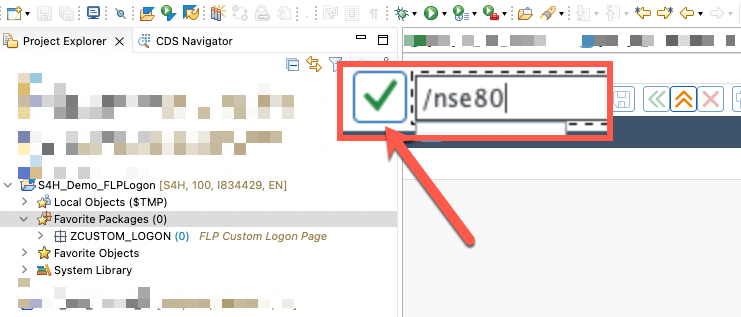 Project Explorer CDS Navigator
/nse80
S4H_Demo_FLPLogon [S4H, 100, I834429, EN]
Local Objects ($TMP)
Favorite Packages (0)
ZCUSTOM_LOGON (0) FLP Custom Logon Page
Favorite Objects
System Library